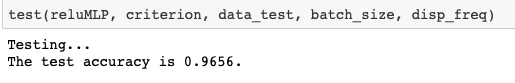 test(reluMLP, criterion, data_test, batch_size, disp_freq)
Testing...
The test accuracy is 0.9656.